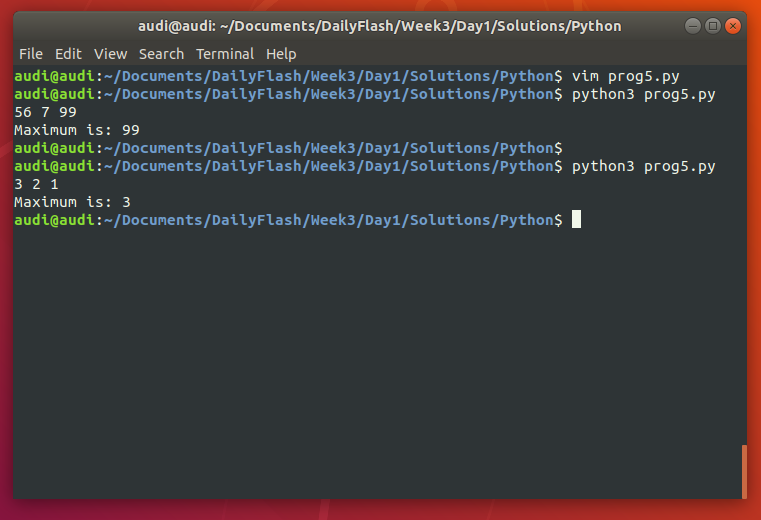 audi@audi: ~/Documents/DailyFlash/Week3/Day1/Solutions/Python
File Edit View Search Terminal Help
audi@audi:~/Documents/DailyFlash/Week3/Day1/Solutions/Python$ vim prog5.py
audi@audi:~/Documents/DailyFlash/Week3/Day1/Solutions/Python$ python3 prog5.py
56 7 99
Maximum is: 99
audi@audi:~/Documents/DailyFlash/Week3/Day1/Solutions/Python$
audi@audi:~/Documents/DailyFlash/Week3/Day1/Solutions/Python$ python3 prog5.py
3 2 1
Maximum is: 3
audi@audi:~/Documents/DailyFlash/Week3/Day1/Solutions/Python$